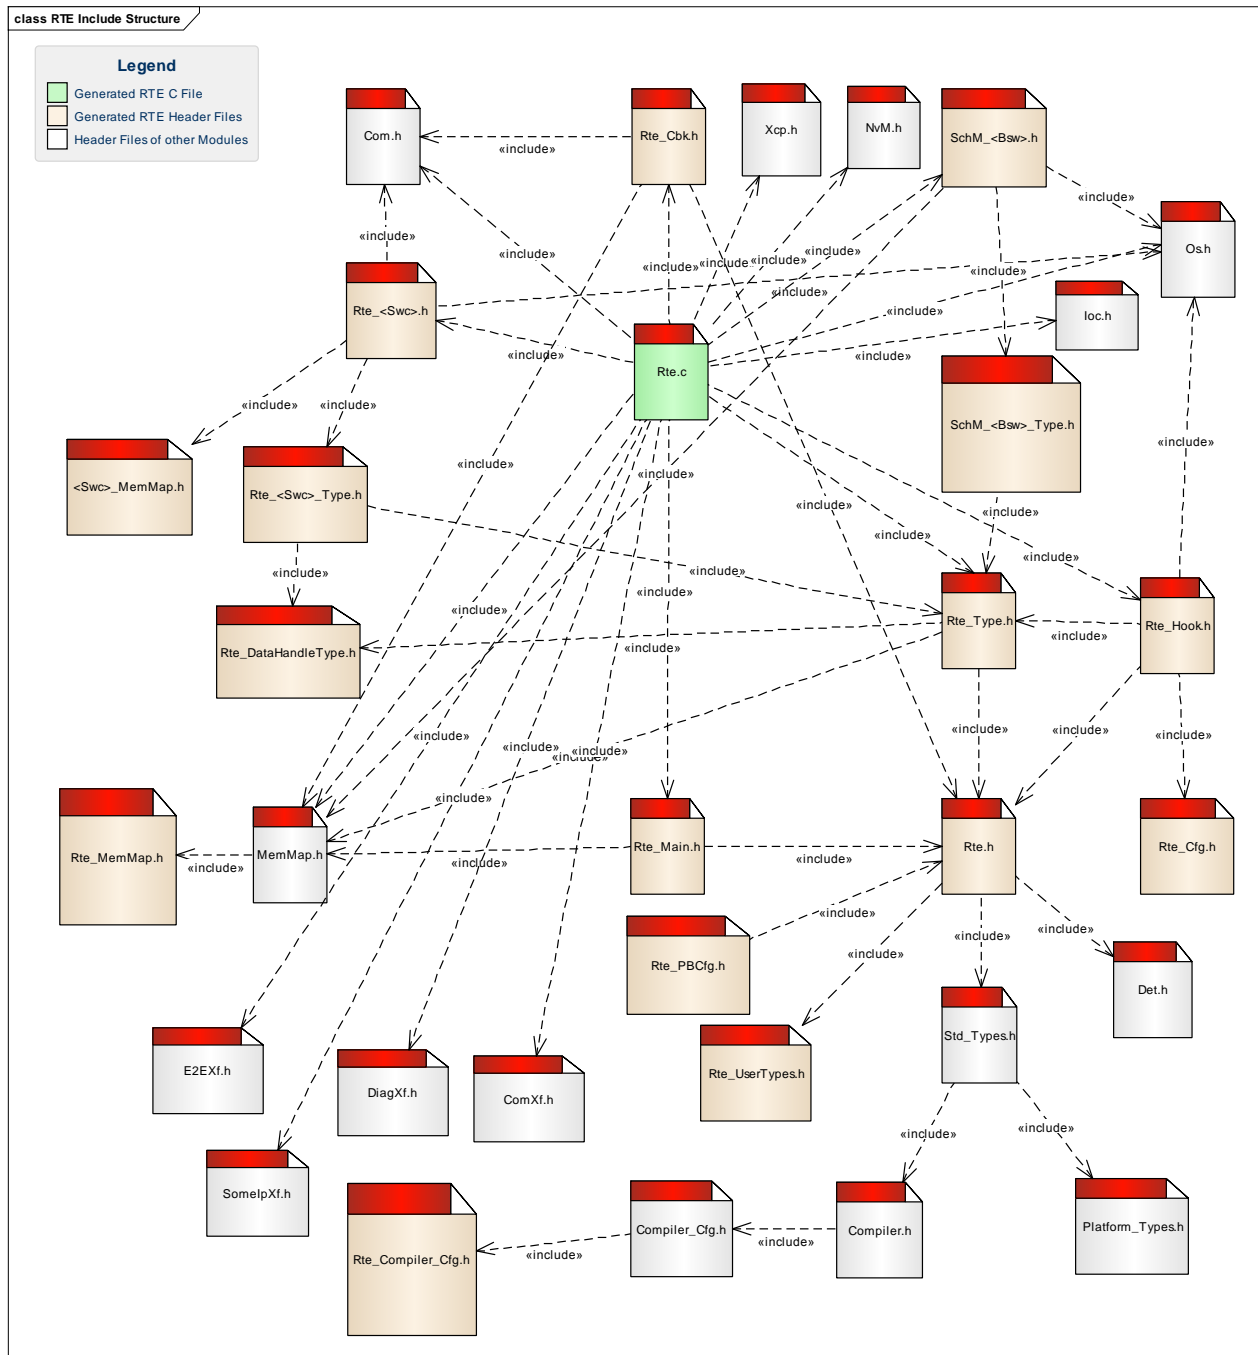 class RTE Include Structure
Legend
Generated RTE C File
Generated RTE Header Files
Header Files of other Modules
Com.h
Rte_Cbk.h
Xcp.h
NvM.h
SchM_<Bsw>.h
«include»
«include»
«include»
Os.h
«include»
«include»
«include»
«include»
«include»
«include»
Rte_<Swc>.h
Ioc.h
«include»
«include»
«include»
Rte.c
«include»
«include»
SchM_<Bsw>_Type.h
«include»
«include»
<Swc>_MemMap.h
Rte_<Swc>_Type.h
«include»
«include»
«include»
«include»
«include»
«include»
«include»
«include»
«include»
Rte_Type.h
Rte_Hook.h
«include»
Rte_DataHandleType.h
«include»
«include»
«include»
«include»
«include»
«include»
«include»
«include»
«include»
«include»
Rte_MemMap.h
«include»
MemMap.h
«include»
Rte_Main.h
«include»
Rte.h
Rte_Cfg.h
«include»
«include»
«include»
«include»
«include»
Rte_PBCfg.h
Det.h
Std_Types.h
E2EXf.h
DiagXf.h
ComXf.h
Rte_UserTypes.h
«include»
«include»
SomeIpXf.h
Rte_Compiler_Cfg.h
«include»
Compiler_Cfg.h
«include»
Compiler.h
Platform_Types.h